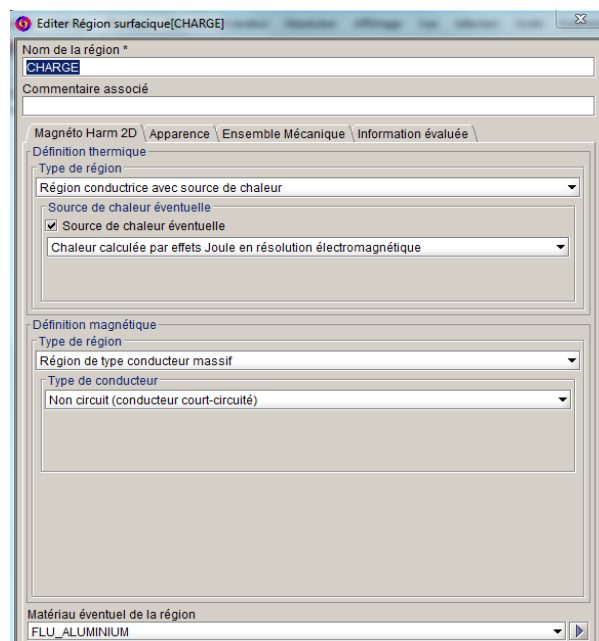 Editer Région surfacique[CHARGE]
Nom de la région *
CHARGE
Commentaire associé
Magnéto Harm 2D Apparence Ensemble Mécanique Information évaluée
Définition thermique
Type de région
Région conductrice avec source de chaleur
Source de chaleur éventuelle
Source de chaleur éventuelle
Chaleur calculée par effets Joule en résolution électromagnétique
Définition magnétique
Type de région
Région de type conducteur massif
Type de conducteur
Non circuit (conducteur court-circuité)
Matériau éventuel de la région
FLU_ALUMINIUM